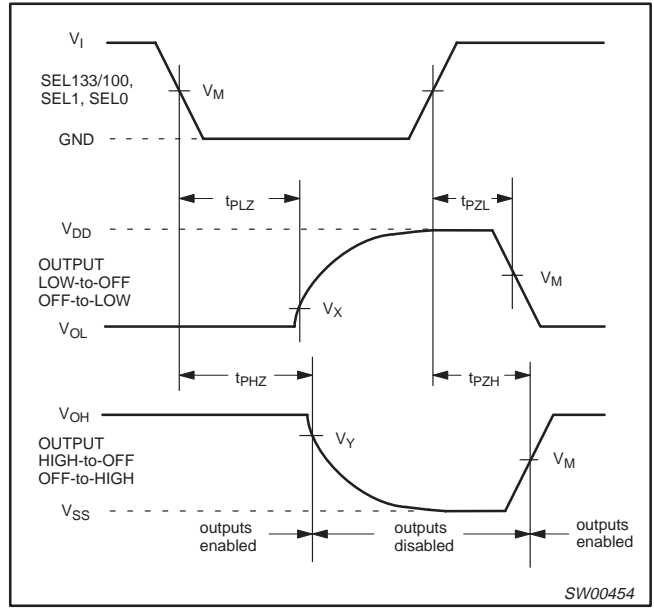 VI
SEL133/100,
SEL1, SEL0
VM
GND
tPLZ
tPZL
VDD
OUTPUT
LOW-to-OFF
OFF-to-LOW
VM
VX
VOL
tPHZ
tPZH
VOH
OUTPUT
HIGH-to-OFF
OFF-to-HIGH
VY
VM
VSS
outputs
enabled
outputs
disabled
outputs
enabled
SW00454